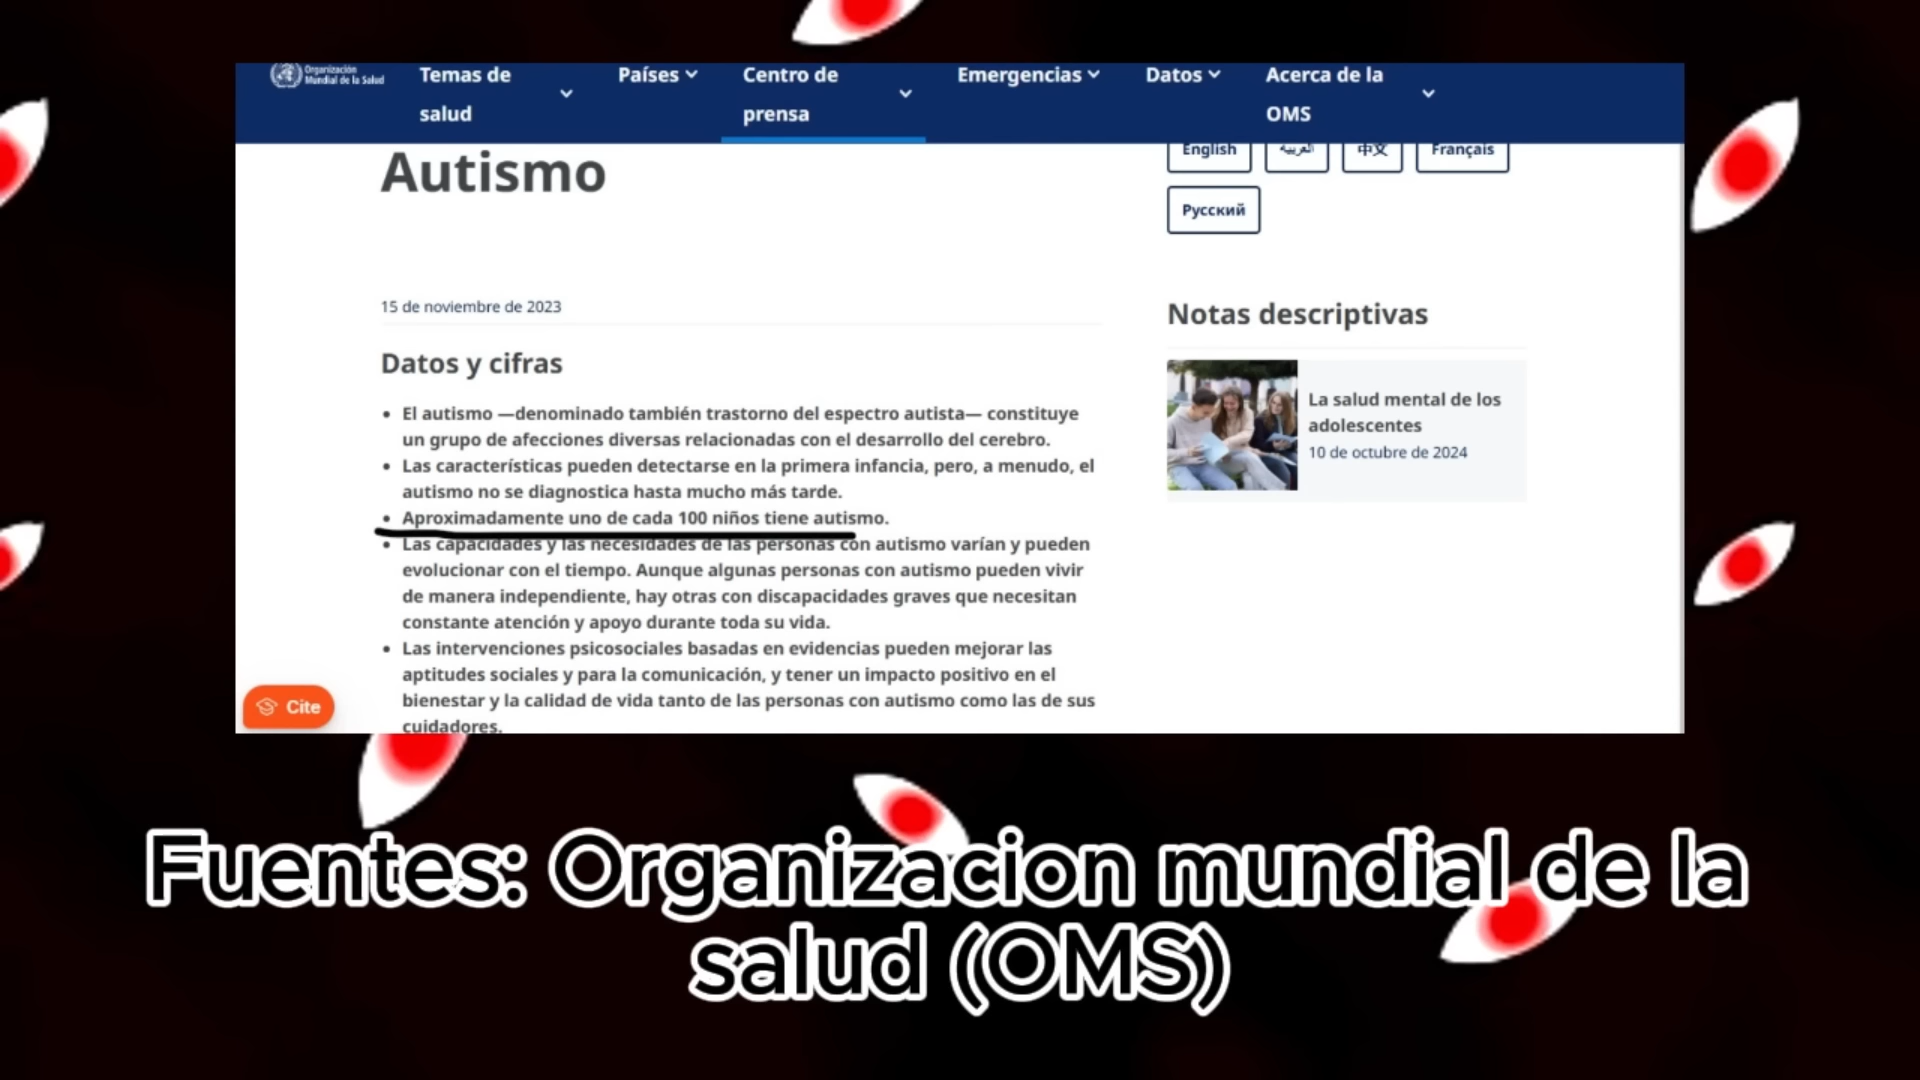 Organización
Mundial de la Salud
Temas de
salud
Países
Centro de
prensa
Emergencias
Datos
Acerca de la
OMS
Autismo
English
العربية
中文
Français
Русский
15 de noviembre de 2023
Datos y cifras
• El autismo —denominado también trastorno del espectro autista— constituye
un grupo de afecciones diversas relacionadas con el desarrollo del cerebro.
• Las características pueden detectarse en la primera infancia, pero, a menudo, el
autismo no se diagnostica hasta mucho más tarde.
• Aproximadamente uno de cada 100 niños tiene autismo.
• Las capacidades y las necesidades de las personas con autismo varían y pueden
evolucionar con el tiempo. Aunque algunas personas con autismo pueden vivir
de manera independiente, hay otras con discapacidades graves que necesitan
constante atención y apoyo durante toda su vida.
• Las intervenciones psicosociales basadas en evidencias pueden mejorar las
aptitudes sociales y para la comunicación, y tener un impacto positivo en el
bienestar y la calidad de vida tanto de las personas con autismo como las de sus
cuidadores.
Notas descriptivas
La salud mental de los
adolescentes
10 de octubre de 2024
Cite
Fuentes: Organizacion mundial de la
salud (OMS)